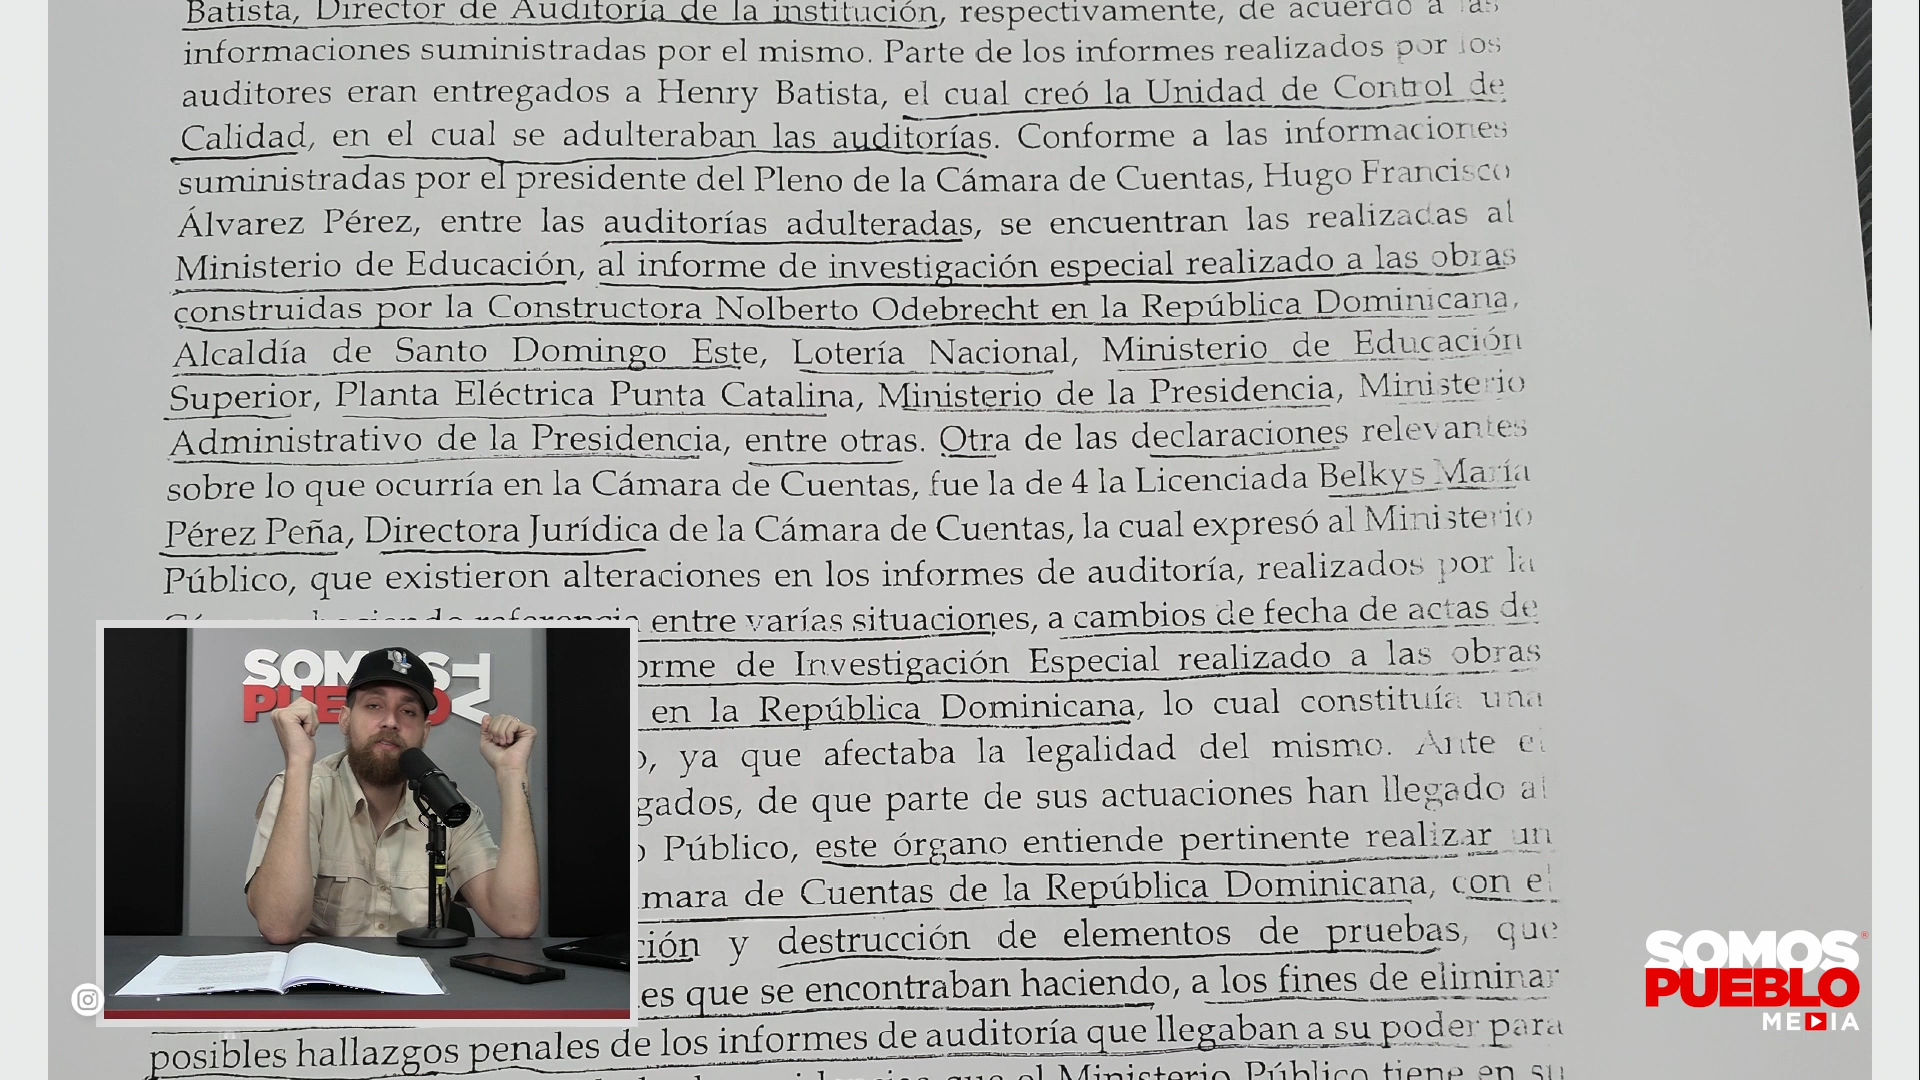 Batista, Director de Auditoría de la institución, respectivamente, de acuerdo a las
informaciones suministradas por el mismo. Parte de los informes realizados por los
auditores eran entregados a Henry Batista, el cual creó la Unidad de Control de
Calidad, en el cual se adulteraban las auditorías. Conforme a las informaciones
suministradas por el presidente del Pleno de la Cámara de Cuentas, Hugo Francisco
Álvarez Pérez, entre las auditorías adulteradas, se encuentran las realizadas al
Ministerio de Educación, al informe de investigación especial realizado a las obras
construidas por la Constructora Nolberto Odebrecht en la República Dominicana,
Alcaldía de Santo Domingo Este, Lotería Nacional, Ministerio de Educación
Superior, Planta Eléctrica Punta Catalina, Ministerio de la Presidencia, Ministerio
Administrativo de la Presidencia, entre otras. Otra de las declaraciones relevantes
sobre lo que ocurría en la Cámara de Cuentas, fue la de 4 la Licenciada Belkys María
Pérez Peña, Directora Jurídica de la Cámara de Cuentas, la cual expresó al Ministerio
Público, que existieron alteraciones en los informes de auditoría, realizados por la
entre varías situaciones, a cambios de fecha de actas de
orme de Investigación Especial realizado a las obras
en la República Dominicana, lo cual constituía una
, ya que afectaba la legalidad del mismo. Ante el
gados, de que parte de sus actuaciones han llegado al
Público, este órgano entiende pertinente realizar un
mara de Cuentas de la República Dominicana, con el
ción y destrucción de elementos de pruebas, que
es que se encontraban haciendo, a los fines de eliminar
posibles hallazgos penales de los informes de auditoría que llegaban a su poder para
que el Ministerio Público tiene en su
SOMOS
PUEBLO
TV
SOMOS
PUEBLO
MEDIA